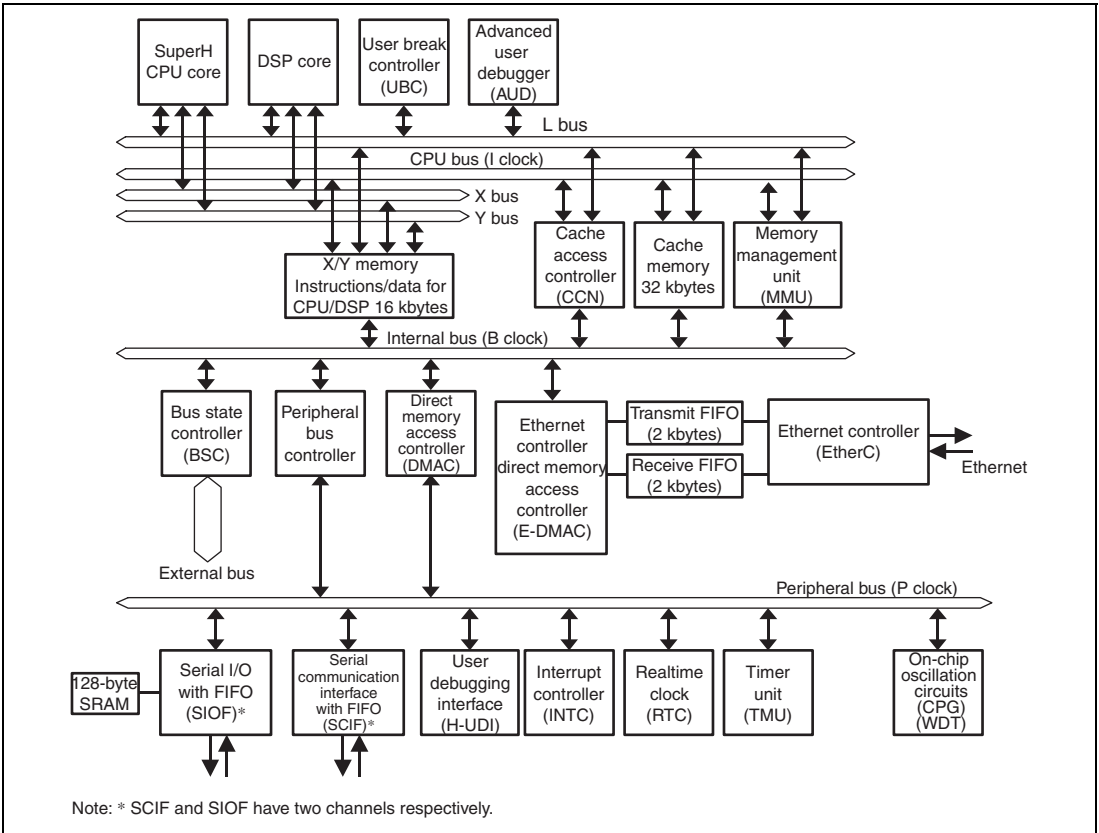 SuperH
CPU core
DSP core
User break
controller
(UBC)
Advanced
user
debugger
(AUD)
L bus
CPU bus (I clock)
X bus
Y bus
X/Y memory
Instructions/data for
CPU/DSP 16 kbytes
Cache
access
controller
(CCN)
Cache
memory
32 kbytes
Memory
management
unit
(MMU)
Internal bus (B clock)
Bus state
controller
(BSC)
Peripheral
bus
controller
Direct
memory
access
controller
(DMAC)
Ethernet
controller
direct memory
access
controller
(E-DMAC)
Transmit FIFO
(2 kbytes)
Receive FIFO
(2 kbytes)
Ethernet controller
(EtherC)
Ethernet
External bus
Peripheral bus (P clock)
128-byte
SRAM
Serial I/O
with FIFO
(SIOF)*
Serial
communication
interface
with FIFO
(SCIF)*
User
debugging
interface
(H-UDI)
Interrupt
controller
(INTC)
Realtime
clock
(RTC)
Timer
unit
(TMU)
On-chip
oscillation
circuits
(CPG)
(WDT)
Note: * SCIF and SIOF have two channels respectively.